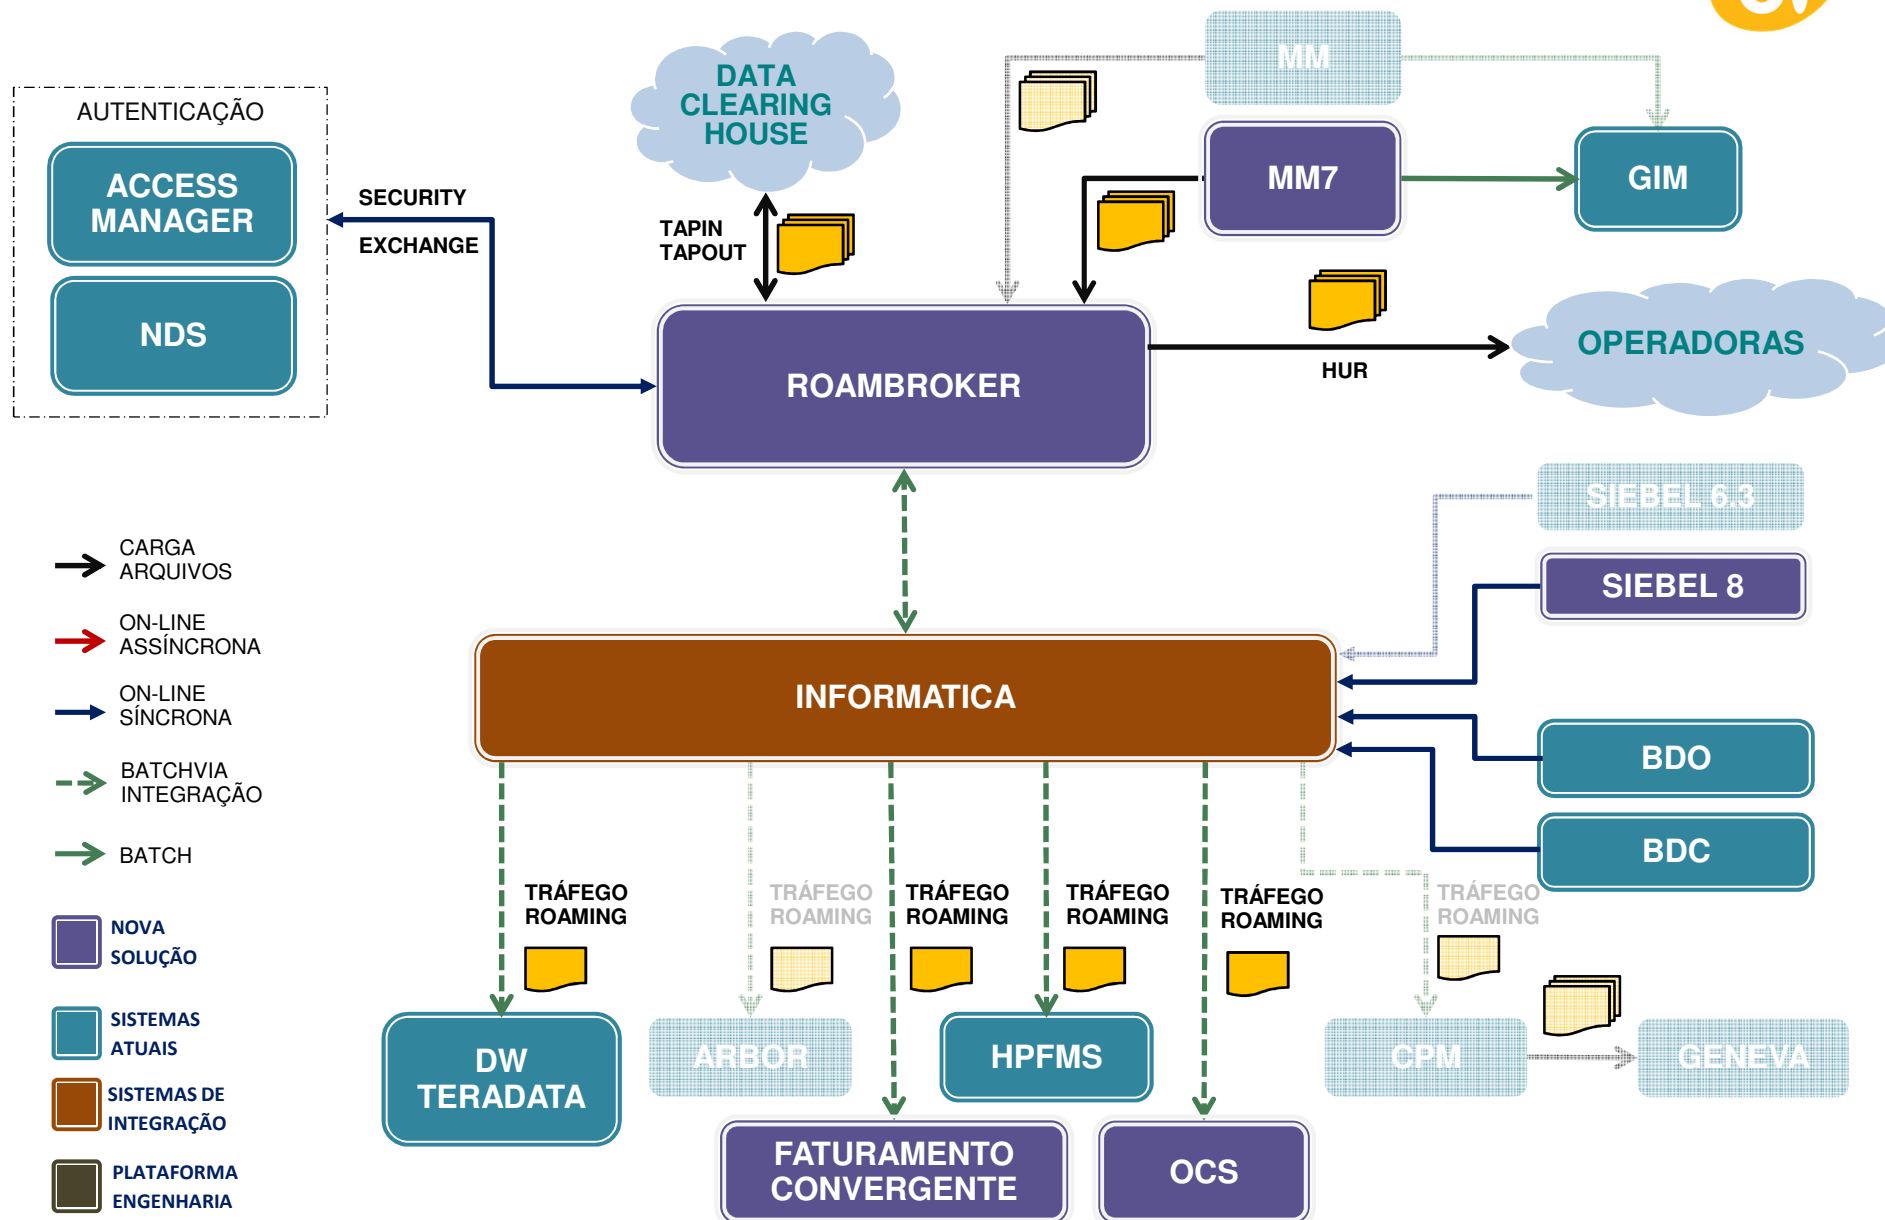 MM
AUTENTICAÇÃO
DATA
CLEARING
HOUSE
ACCESS
MANAGER
MM7
GIM
SECURITY
EXCHANGE
TAPIN
TAPOUT
NDS
ROAMBROKER
HUR
OPERADORAS
SIEBEL 6.3
SIEBEL 8
CARGA
ARQUIVOS
ON-LINE
ASSÍNCRONA
ON-LINE
SÍNCRONA
BATCHVIA
INTEGRAÇÃO
BATCH
INFORMATICA
BDO
BDC
TRÁFEGO
ROAMING
TRÁFEGO
ROAMING
TRÁFEGO
ROAMING
TRÁFEGO
ROAMING
TRÁFEGO
ROAMING
TRÁFEGO
ROAMING
NOVA
SOLUÇÃO
SISTEMAS
ATUAIS
SISTEMAS DE
INTEGRAÇÃO
PLATAFORMA
ENGENHARIA
DW
TERADATA
ARBOR
HPFMS
CPM
GENEVA
FATURAMENTO
CONVERGENTE
OCS